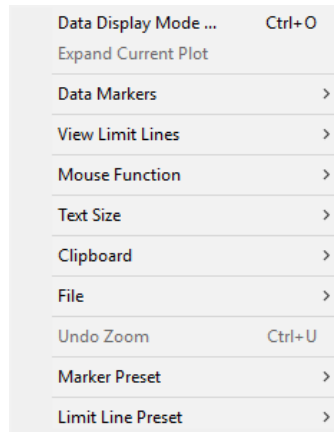 Data Display Mode ... Ctrl+O
Expand Current Plot
Data Markers >
View Limit Lines >
Mouse Function >
Text Size >
Clipboard >
File >
Undo Zoom Ctrl+U
Marker Preset >
Limit Line Preset >